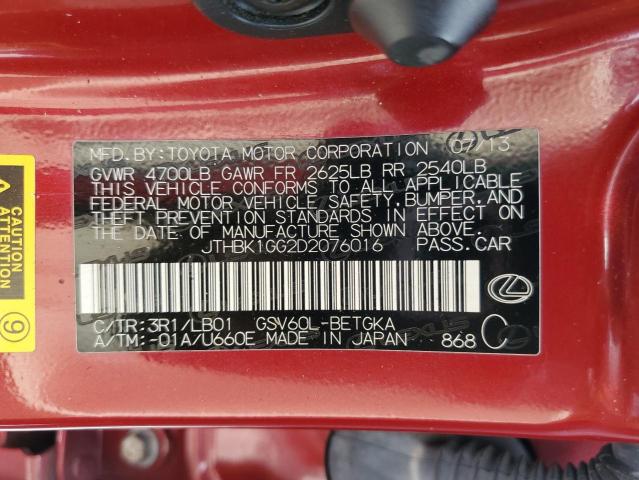 MFD.BY:TOYOTA MOTOR CORPORATION 07/13
GVWR 4700LB GAWR FR 2625LB RR 2540LB
THIS VEHICLE CONFORMS TO ALL APPLICABLE
FEDERAL MOTOR VEHICLE SAFETY, BUMPER, AND
THEFT PREVENTION STANDARDS IN EFFECT ON
THE DATE OF MANUFACTURE SHOWN ABOVE.
JTHBK1GG2D2076016 PASS.CAR
C/TR:3R1/LB01 GSV60L-BETGKA C
A/TM:-01A/U660E MADE IN JAPAN 868
9